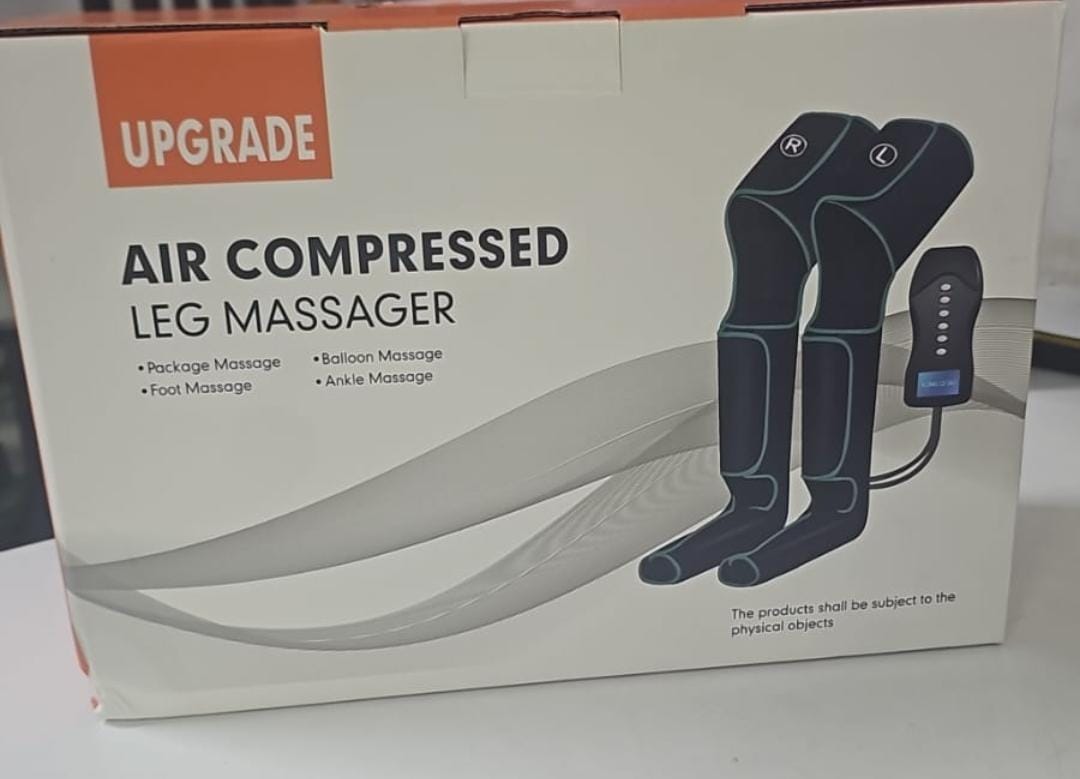 UPGRADE
AIR COMPRESSED
LEG MASSAGER
•Package Massage •Balloon Massage
•Foot Massage •Ankle Massage
R L
The products shall be subject to the
physical objects